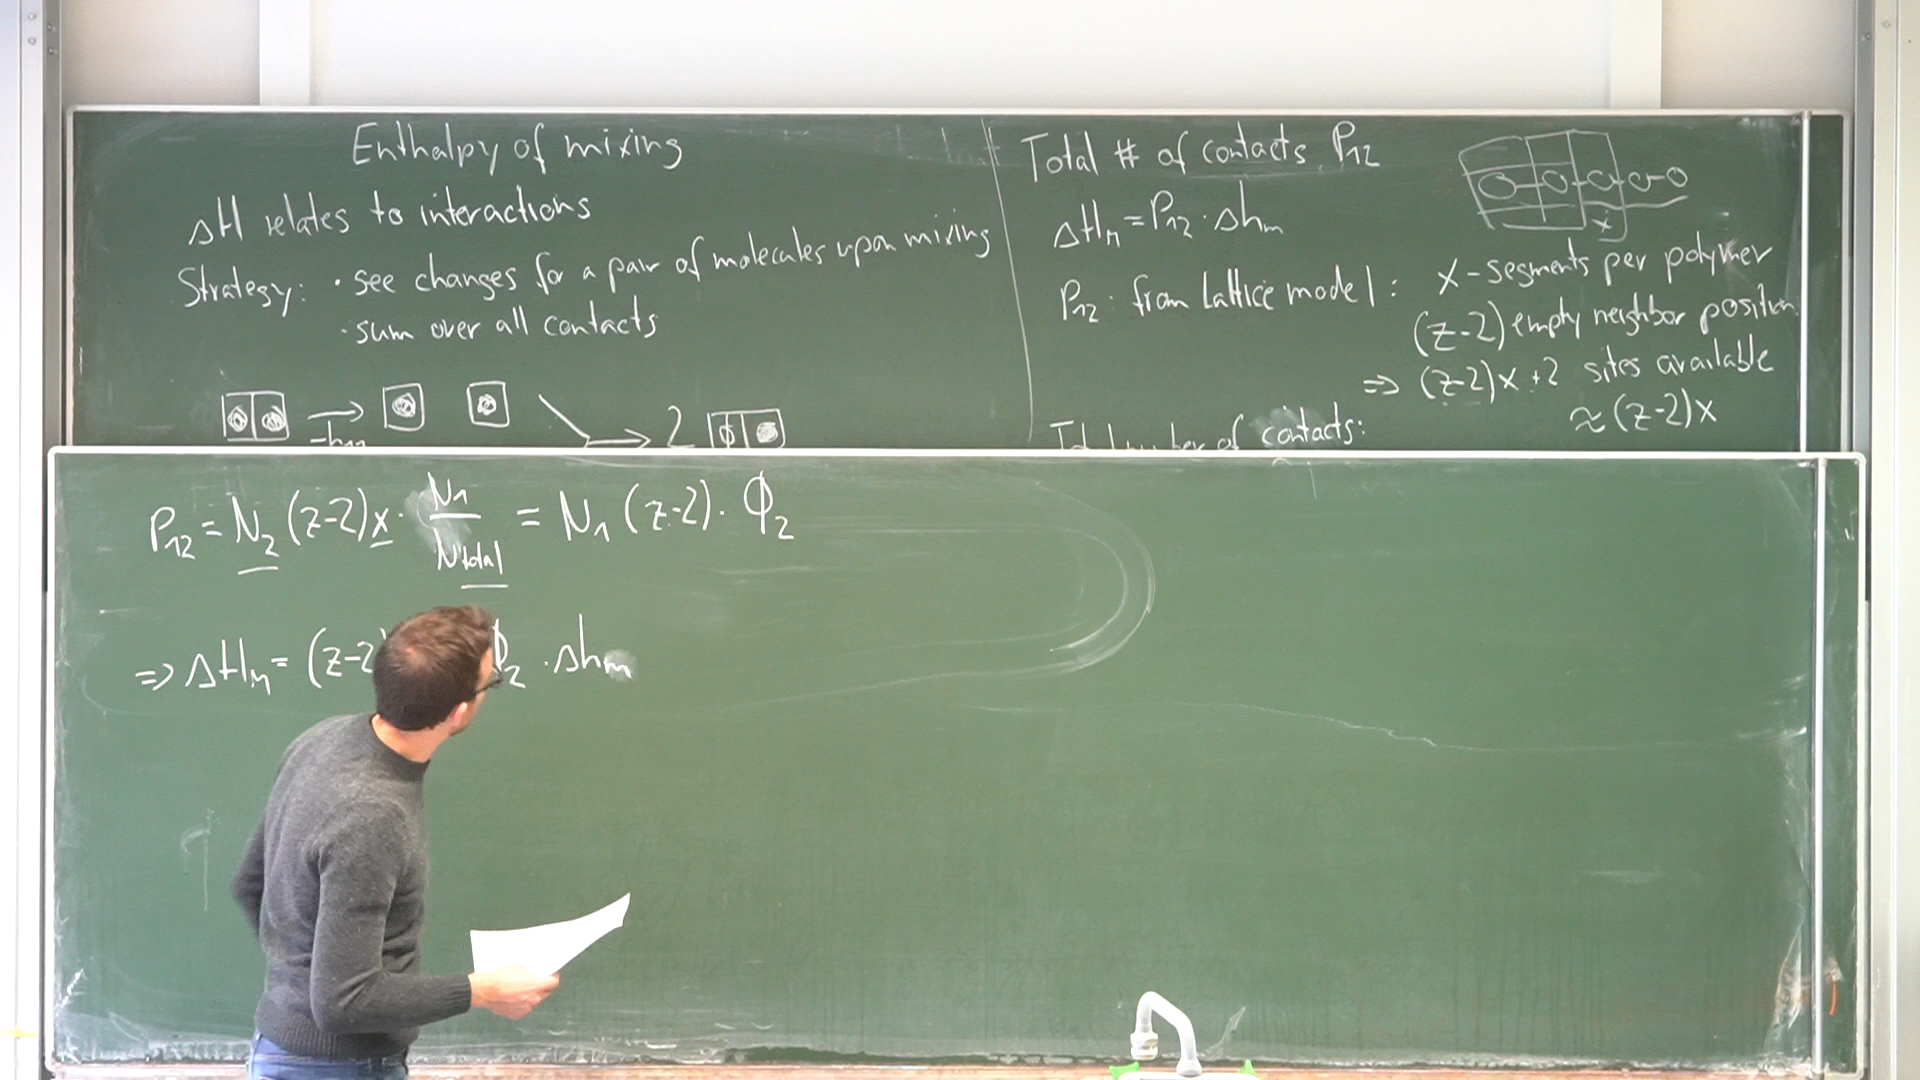 Enthalpy of mixing
ΔH relates to interactions
Strategy: · see changes for a pair of molecules upon mixing
· sum over all contacts
2
Total # of contacts P₁₂
ΔH_M = P₁₂ · Δh_m
x
P₁₂ : from Lattice model : x - segments per polymer
(z-2) empty neighbor position
⇒ (z-2)x + 2 sites available
≈ (z-2)x
of contacts:
P₁₂ = N₂ (z-2)x · N₁ / N_total = N₁ (z-2) · Φ₂
⇒ ΔH_M = (z-2 Φ₂ · Δh_m